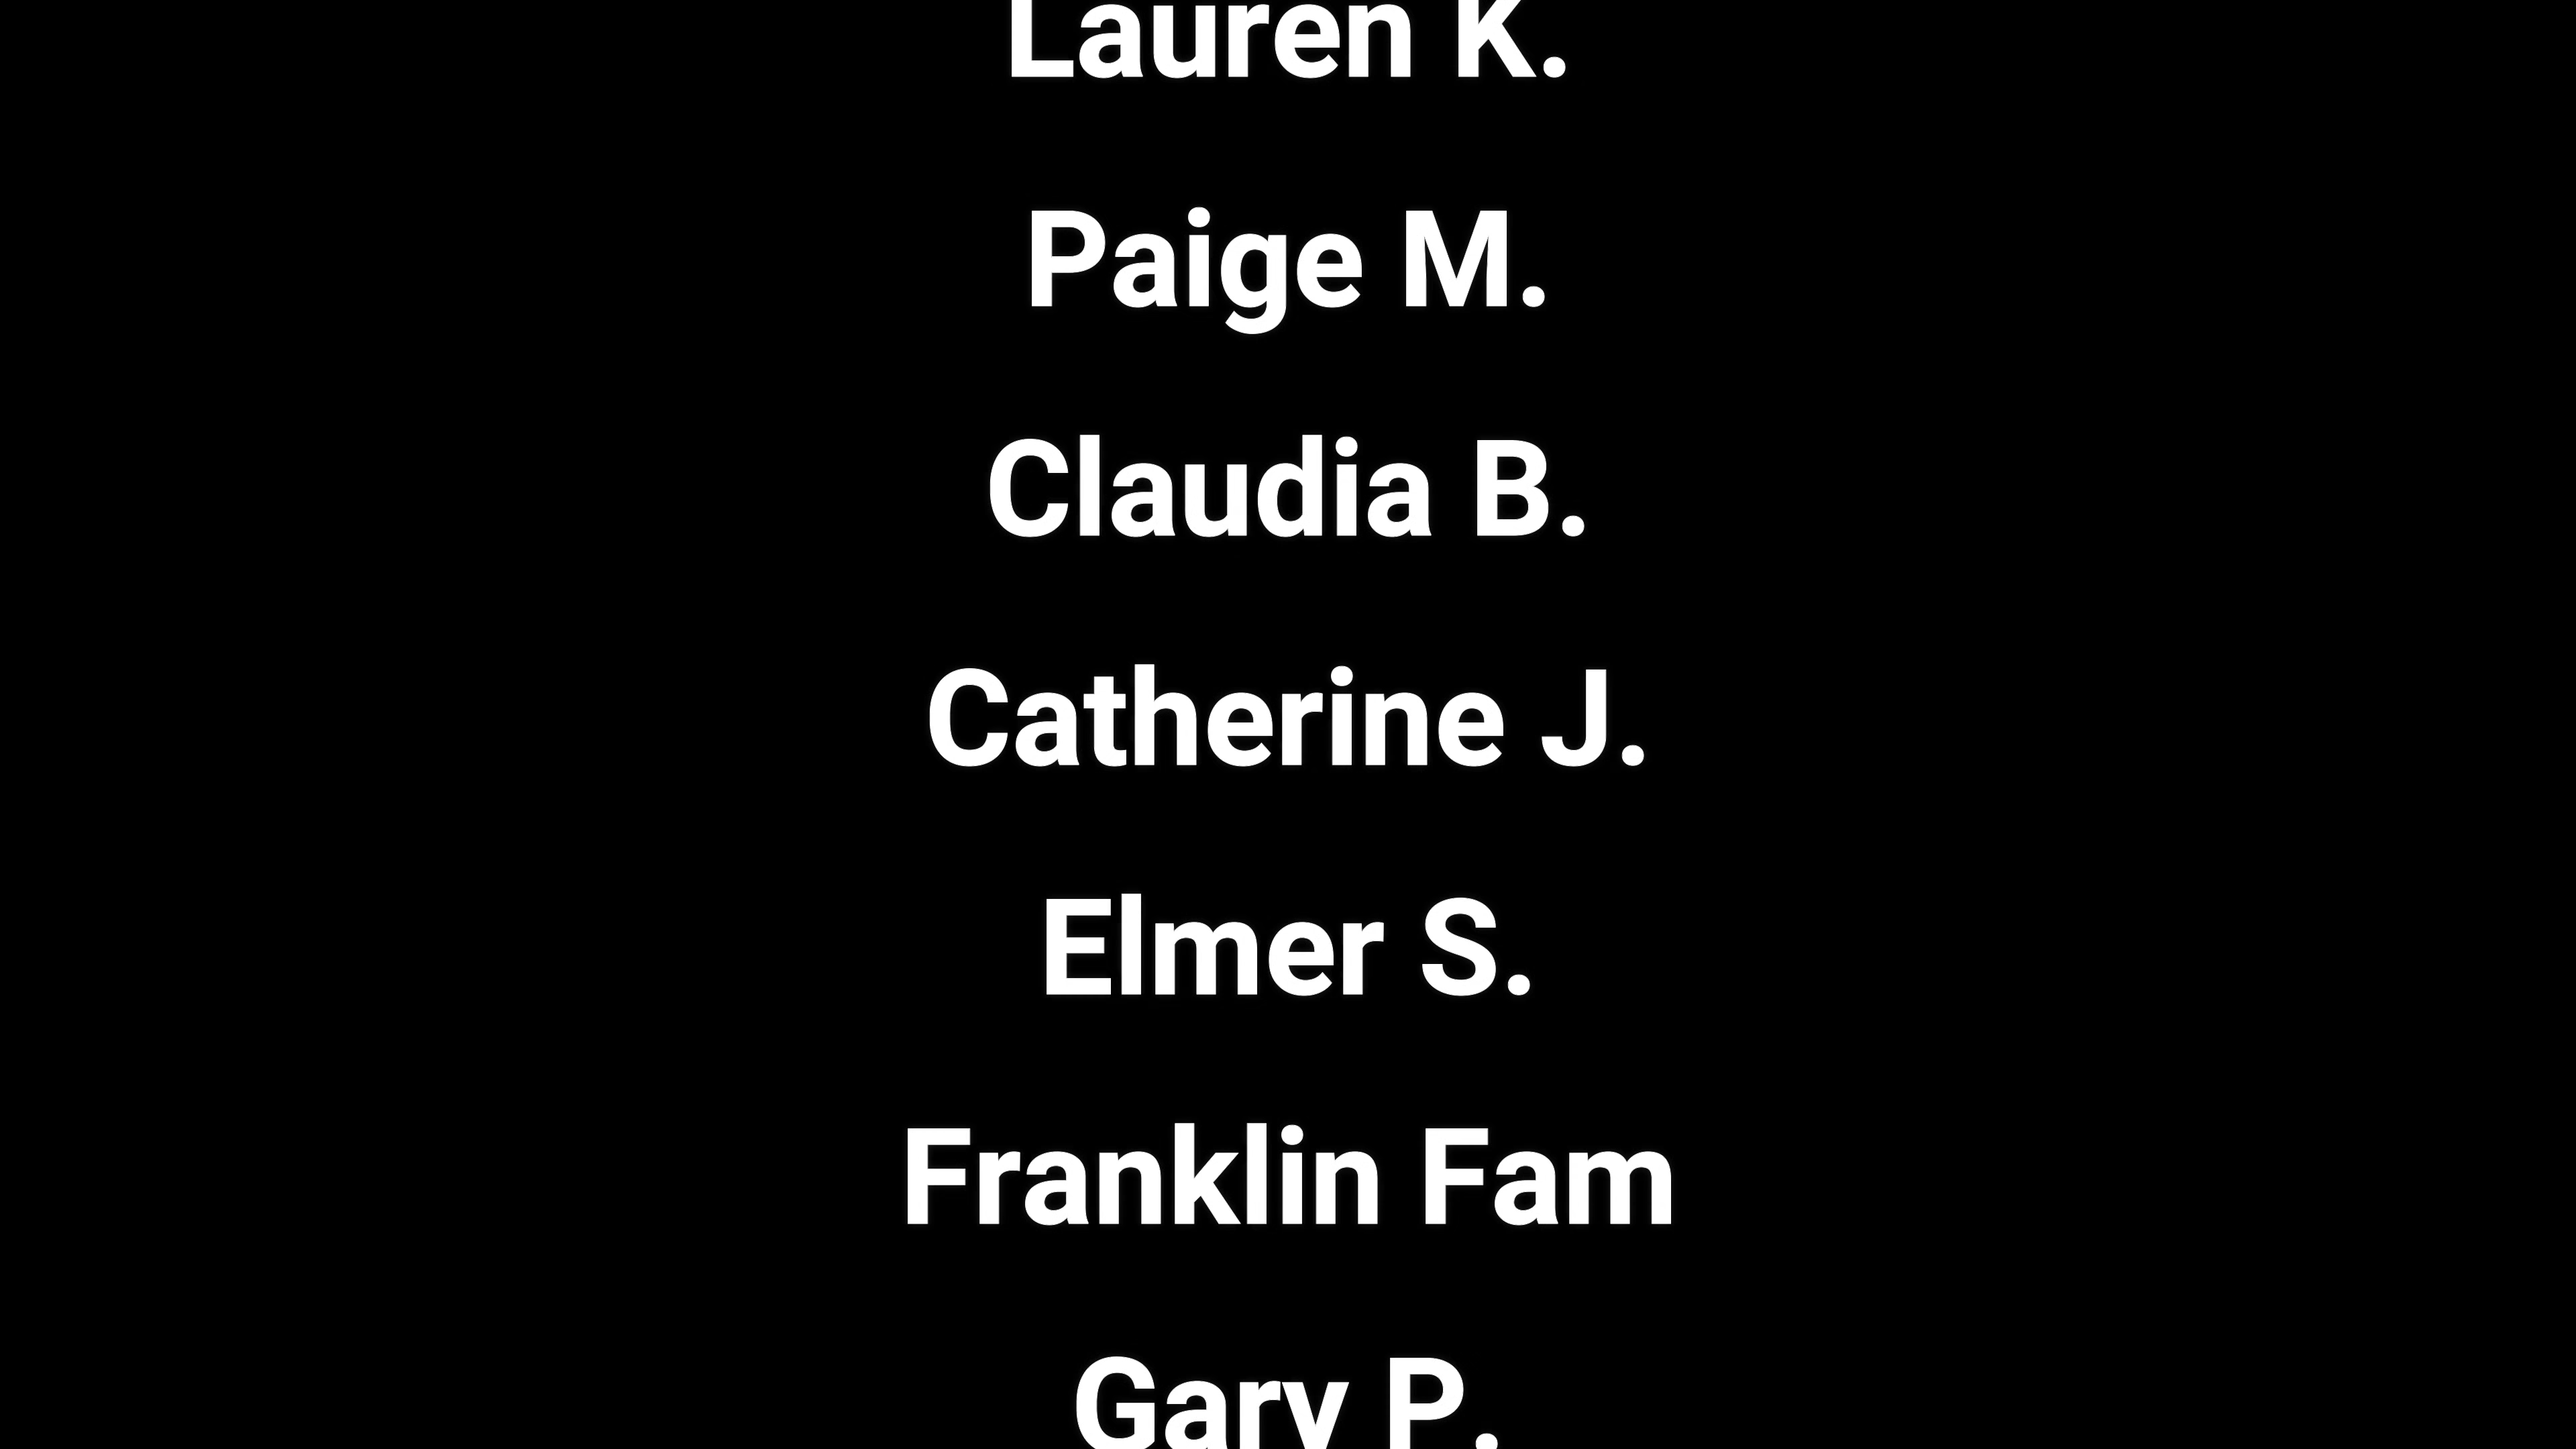 Lauren K.
Paige M.
Claudia B.
Catherine J.
Elmer S.
Franklin Fam
Gary P.